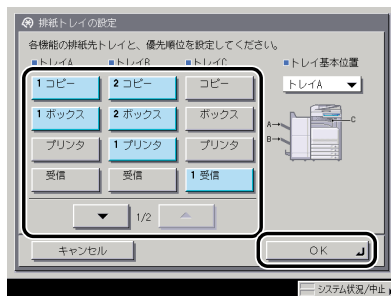 排紙トレイの設定
各機能の排紙先トレイと、優先順位を設定してください。
■トレイA ■トレイB ■トレイC ■トレイ基本位置
1 コピー 2 コピー コピー トレイA ▼
1 ボックス 2 ボックス ボックス
A C
B
プリンタ 1 プリンタ プリンタ
受信 受信 1 受信
▼ 1/2 ▲
キャンセル OK
システム状況/中止